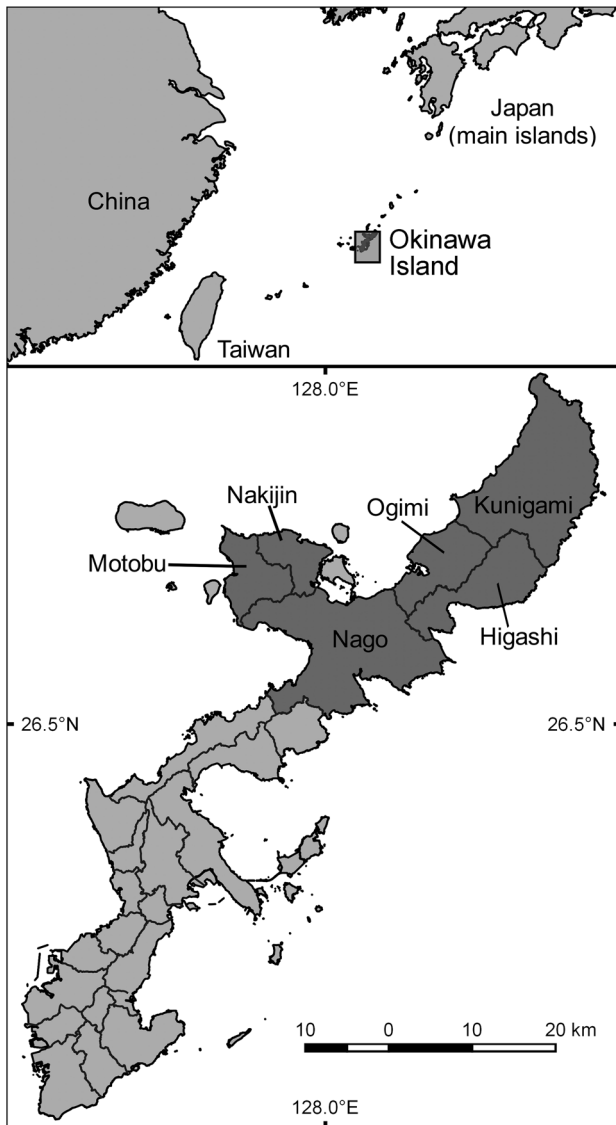 Japan
(main islands)
China
Okinawa
Island
Taiwan
128.0°E
Nakijin
Ogimi
Kunigami
Motobu
Nago
Higashi
26.5°N
26.5°N
10
0
10
20 km
128.0°E